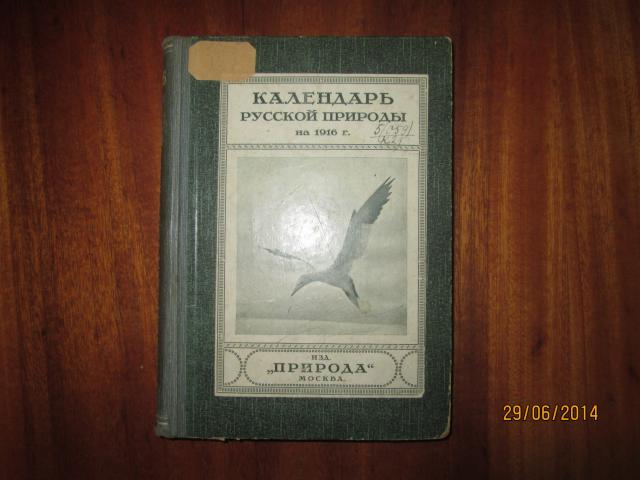 КАЛЕНДАРЬ
РУССКОЙ ПРИРОДЫ
на 1916 г.
ИЗД.
„ПРИРОДА“
МОСКВА.
29/06/2014